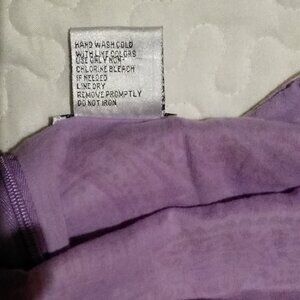 HAND WASH COLD
WITH LIKE COLORS
USE ONLY NON-
CHLORINE BLEACH
IF NEEDED
LINE DRY
REMOVE PROMPTLY
DO NOT IRON